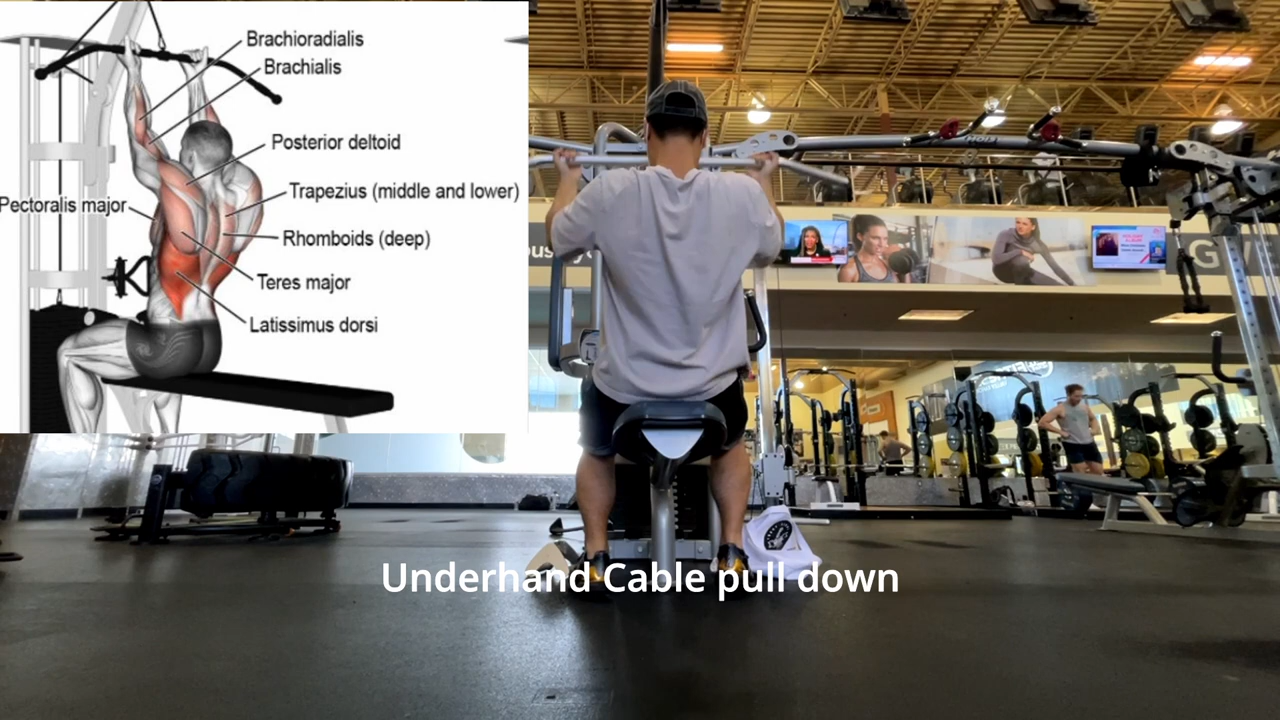 Brachioradialis
Brachialis
Posterior deltoid
Trapezius (middle and lower)
Pectoralis major
Rhomboids (deep)
Teres major
Latissimus dorsi
HOIST
Underhand Cable pull down